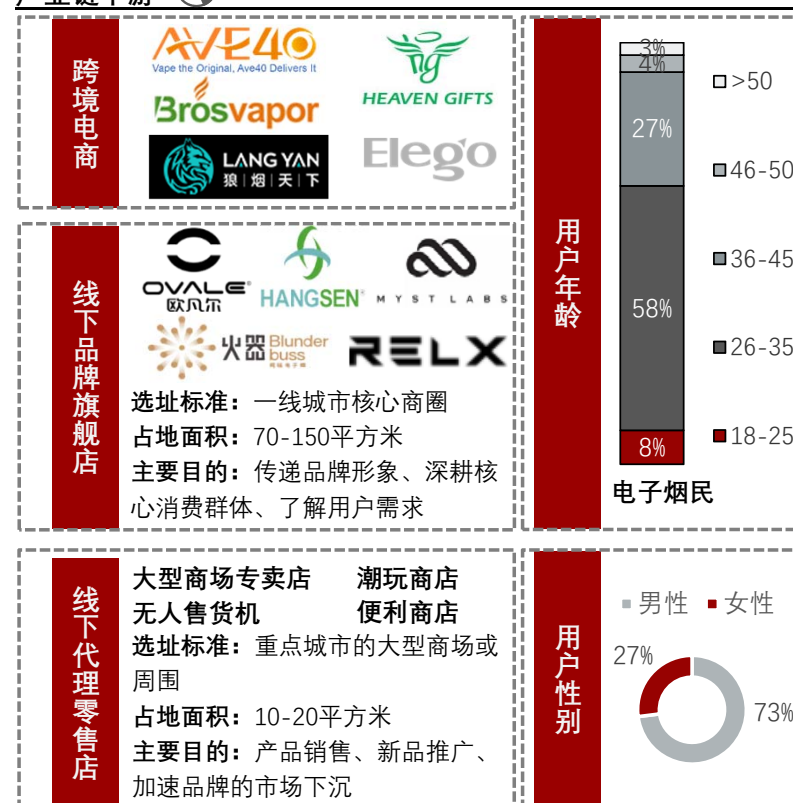 跨境电商
AVE40
Vape the Original, Ave40 Delivers It
HEAVEN GIFTS
Brosvapor
LANG YAN
狼|烟|天|下
Elego
线下品牌旗舰店
OVALE
欧凡尔
HANGSEN
MYST LABS
火器 Blunder buss
RELX
选址标准：一线城市核心商圈
占地面积：70-150平方米
主要目的：传递品牌形象、深耕核
心消费群体、了解用户需求
线下代理零售店
大型商场专卖店 潮玩商店
无人售货机 便利商店
选址标准：重点城市的大型商场或
周围
占地面积：10-20平方米
主要目的：产品销售、新品推广、
加速品牌的市场下沉
用户年龄
3%
4%
27%
58%
8%
>50
46-50
36-45
26-35
18-25
电子烟民
用户性别
男性 女性
27%
73%